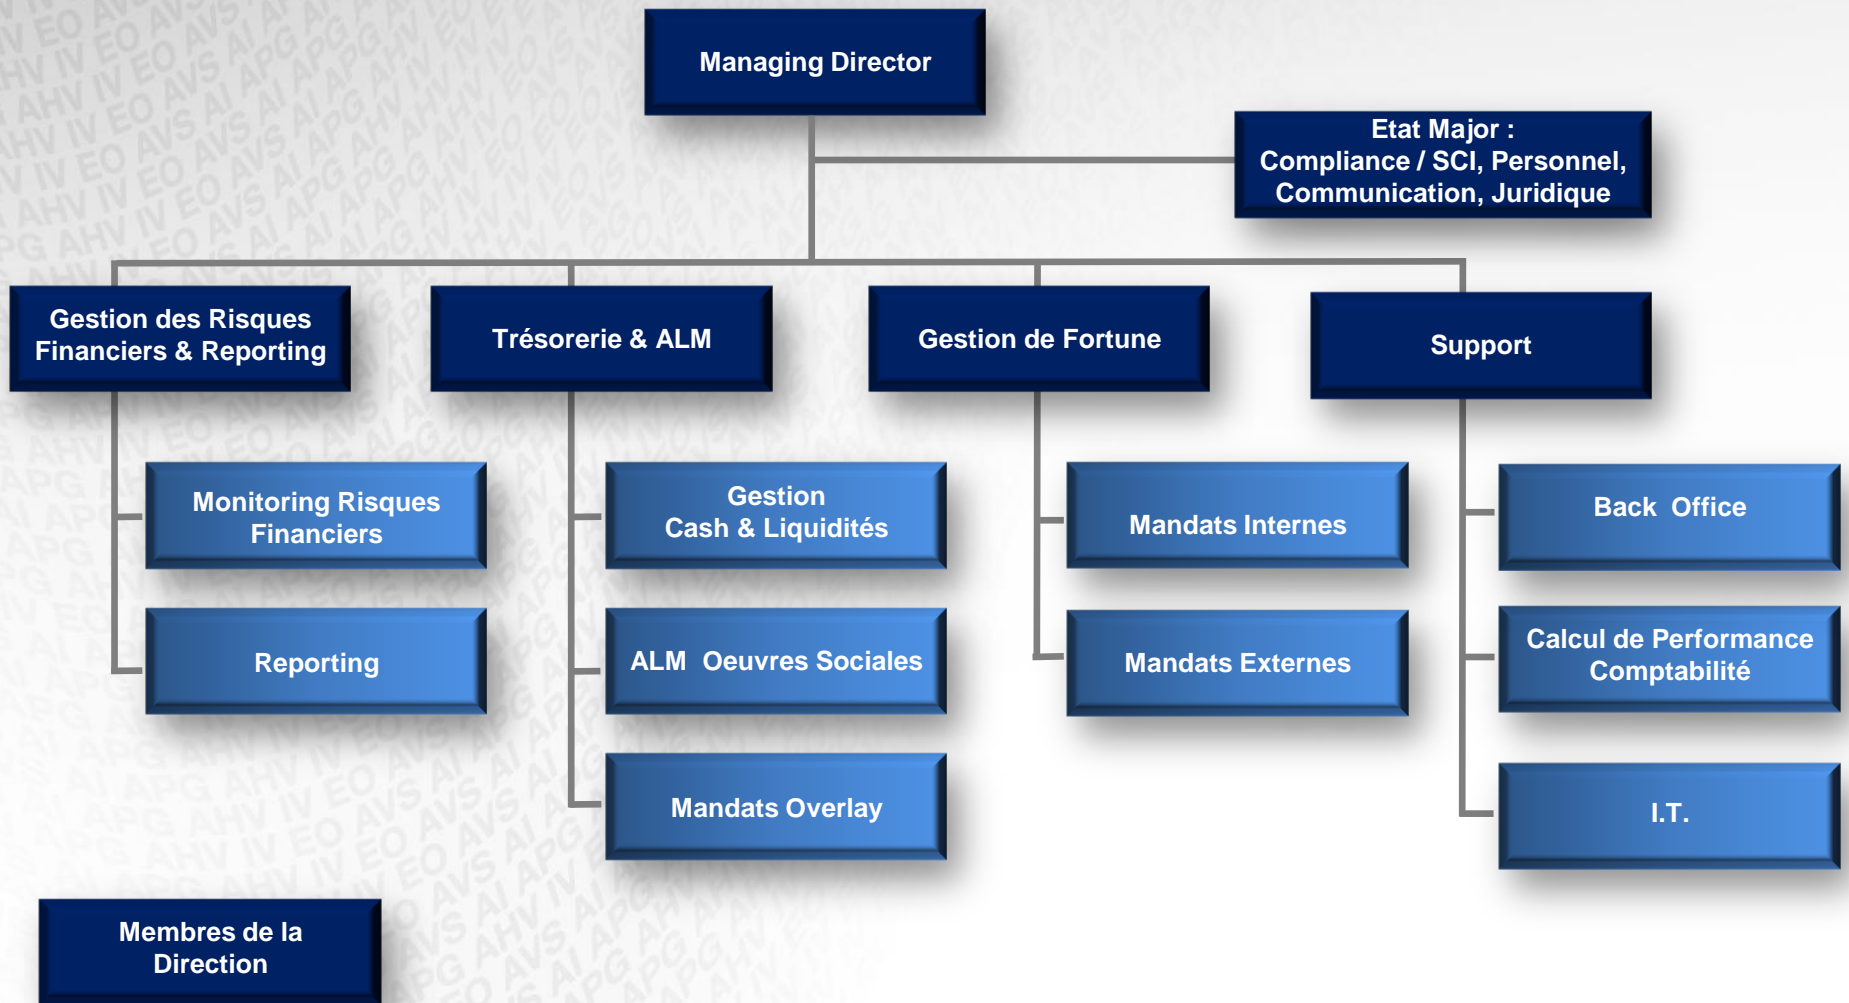 Managing Director
Etat Major :
Compliance / SCI, Personnel,
Communication, Juridique
Gestion des Risques
Financiers & Reporting
Trésorerie & ALM
Gestion de Fortune
Support
Monitoring Risques
Financiers
Gestion
Cash & Liquidités
Mandats Internes
Back Office
Reporting
ALM Oeuvres Sociales
Mandats Externes
Calcul de Performance
Comptabilité
Mandats Overlay
I.T.
Membres de la
Direction